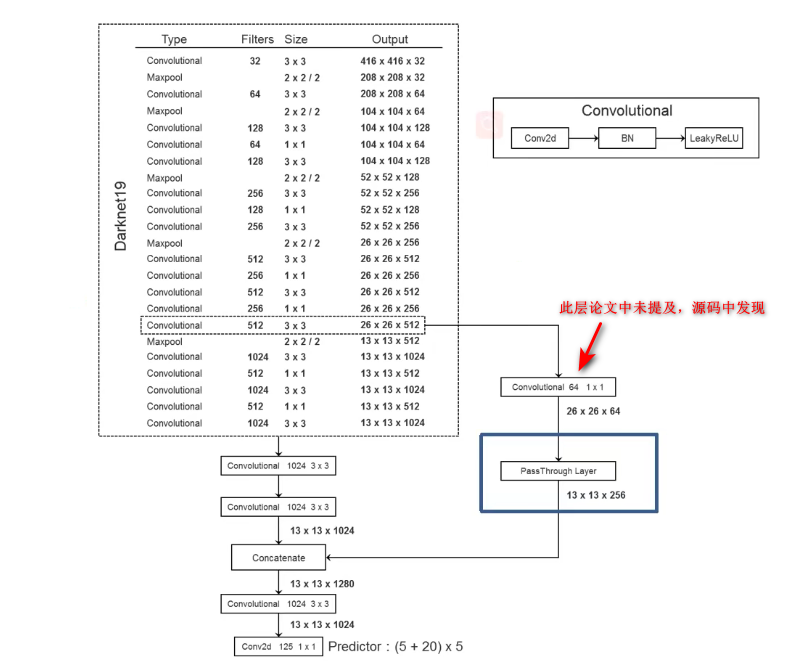 Type Filters Size Output
Convolutional 32 3 x 3 416 x 416 x 32
Maxpool 2 x 2 / 2 208 x 208 x 32
Convolutional 64 3 x 3 208 x 208 x 64
Maxpool 2 x 2 / 2 104 x 104 x 64
Convolutional 128 3 x 3 104 x 104 x 128
Convolutional 64 1 x 1 104 x 104 x 64
Convolutional 128 3 x 3 104 x 104 x 128
Maxpool 2 x 2 / 2 52 x 52 x 128
Convolutional 256 3 x 3 52 x 52 x 256
Convolutional 128 1 x 1 52 x 52 x 128
Convolutional 256 3 x 3 52 x 52 x 256
Maxpool 2 x 2 / 2 26 x 26 x 256
Convolutional 512 3 x 3 26 x 26 x 512
Convolutional 256 1 x 1 26 x 26 x 256
Convolutional 512 3 x 3 26 x 26 x 512
Convolutional 256 1 x 1 26 x 26 x 256
Convolutional 512 3 x 3 26 x 26 x 512
Maxpool 2 x 2 / 2 13 x 13 x 512
Convolutional 1024 3 x 3 13 x 13 x 1024
Convolutional 512 1 x 1 13 x 13 x 512
Convolutional 1024 3 x 3 13 x 13 x 1024
Convolutional 512 1 x 1 13 x 13 x 512
Convolutional 1024 3 x 3 13 x 13 x 1024
Darknet19
Convolutional
Conv2d BN LeakyReLU
此层论文中未提及，源码中发现
Convolutional 64 1 x 1
26 x 26 x 64
PassThrough Layer
13 x 13 x 256
Convolutional 1024 3 x 3
Convolutional 1024 3 x 3
13 x 13 x 1024
Concatenate
13 x 13 x 1280
Convolutional 1024 3 x 3
13 x 13 x 1024
Conv2d 125 1 x 1 Predictor : (5 + 20) x 5